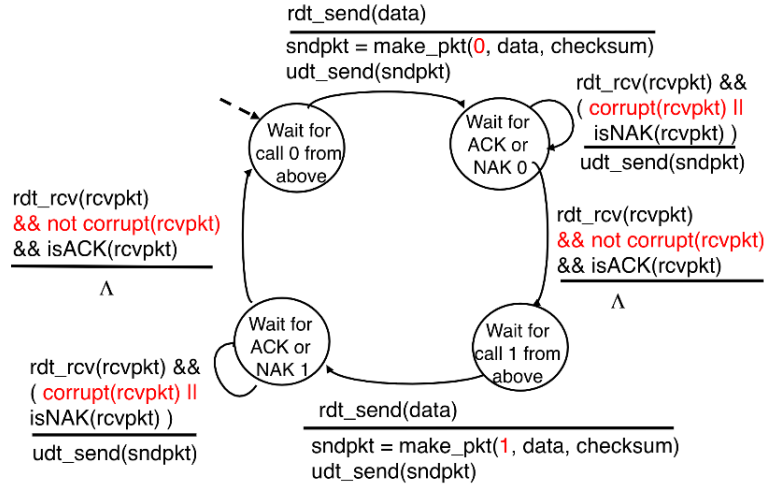 rdt_send(data)
sndpkt = make_pkt(0, data, checksum)
udt_send(sndpkt)
Wait for
call 0 from
above
Wait for
ACK or
NAK 0
rdt_rcv(rcvpkt) &&
( corrupt(rcvpkt) ||
isNAK(rcvpkt) )
udt_send(sndpkt)
rdt_rcv(rcvpkt)
&& not corrupt(rcvpkt)
&& isACK(rcvpkt)
Λ
rdt_rcv(rcvpkt)
&& not corrupt(rcvpkt)
&& isACK(rcvpkt)
Λ
Wait for
ACK or
NAK 1
Wait for
call 1 from
above
rdt_rcv(rcvpkt) &&
( corrupt(rcvpkt) ||
isNAK(rcvpkt) )
udt_send(sndpkt)
rdt_send(data)
sndpkt = make_pkt(1, data, checksum)
udt_send(sndpkt)